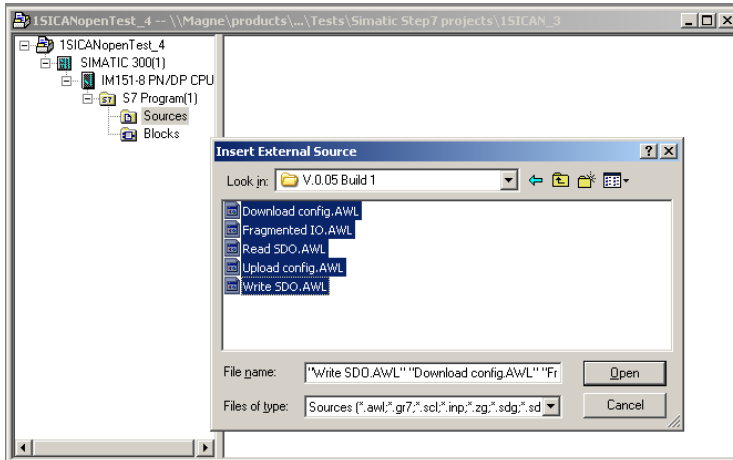 1SICANopenTest_4 -- \\Magne\products\...\Tests\Simatic Step7 projects\1SICAN_3
1SICANopenTest_4
SIMATIC 300(1)
IM151-8 PN/DP CPU
S7 Program(1)
Sources
Blocks
Insert External Source
Look in: V.0.05 Build 1
Download config.AWL
Fragmented IO.AWL
Read SDO.AWL
Upload config.AWL
Write SDO.AWL
File name: "Write SDO.AWL" "Download config.AWL" "Fr
Open
Files of type: Sources (*.awl;*.gr7;*.scl;*.inp;*.zg;*.sdg;*.sd
Cancel